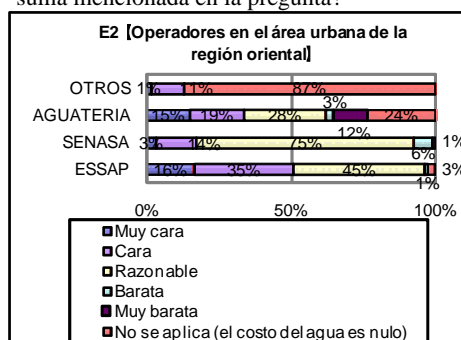 suma mencionada en la pregunta?
E2【Operadores en el área urbana de la
región oriental】
OTROS 1% 11% 87%
3%
AGUATERIA 15% 19% 28% 24%
12%
SENASA 3% 14% 75% 1%
6%
ESSAP 16% 35% 45% 3%
1%
0% 50% 100%
Muy cara
Cara
Razonable
Barata
Muy barata
No se aplica (el costo del agua es nulo)